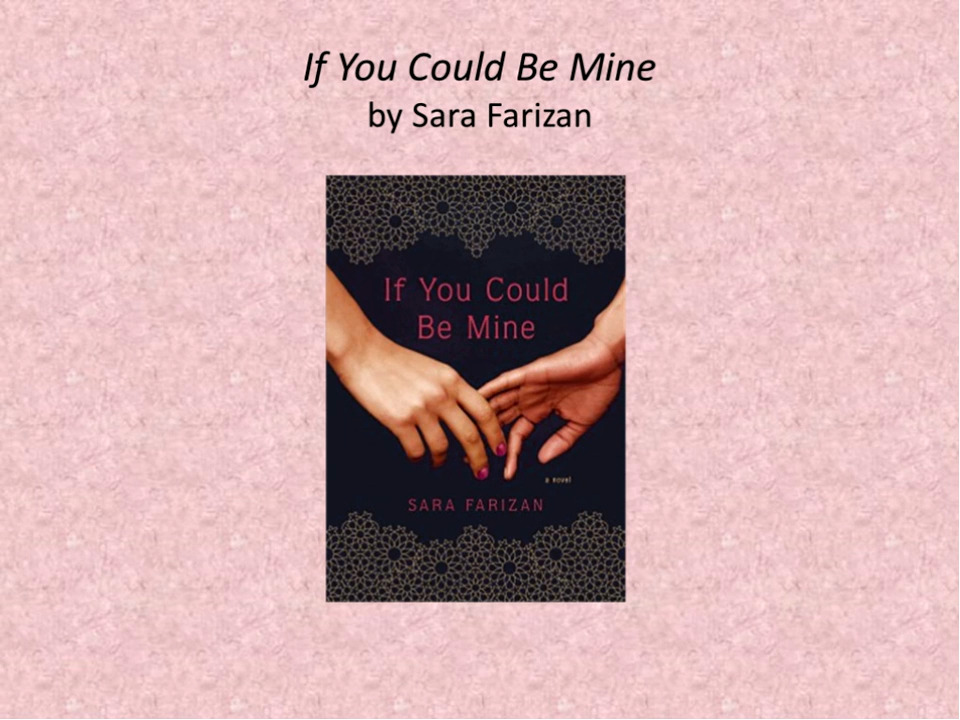 If You Could Be Mine
by Sara Farizan
If You Could
Be Mine
a novel
SARA FARIZAN